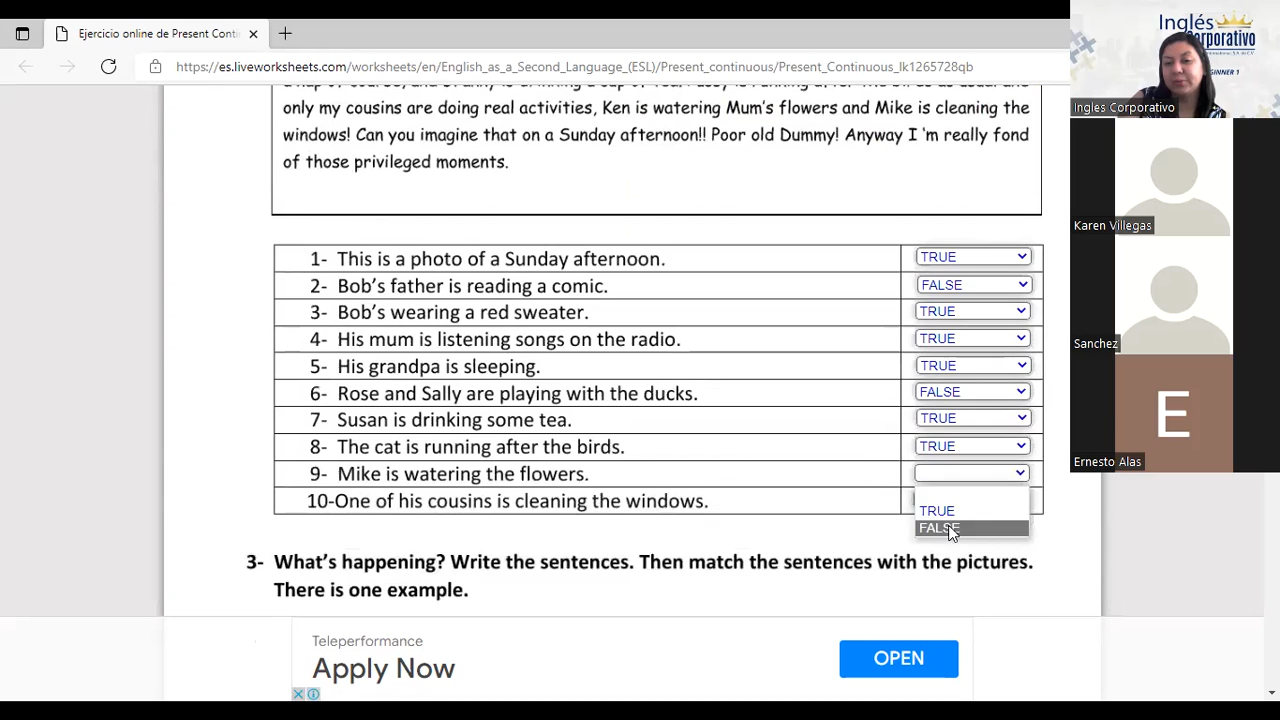 Ejercicio online de Present Conti
https://es.liveworksheets.com/worksheets/en/English_as_a_Second_Language_(ESL)/Present_continuous/Present_Continuous_lk1265728qb
only my cousins are doing real activities, Ken is watering Mum's flowers and Mike is cleaning the
windows! Can you imagine that on a Sunday afternoon!! Poor old Dummy! Anyway I 'm really fond
of those privileged moments.
1- This is a photo of a Sunday afternoon. TRUE
2- Bob's father is reading a comic. FALSE
3- Bob's wearing a red sweater. TRUE
4- His mum is listening songs on the radio. TRUE
5- His grandpa is sleeping. TRUE
6- Rose and Sally are playing with the ducks. FALSE
7- Susan is drinking some tea. TRUE
8- The cat is running after the birds. TRUE
9- Mike is watering the flowers.
10-One of his cousins is cleaning the windows.
TRUE
FALSE
3- What's happening? Write the sentences. Then match the sentences with the pictures.
There is one example.
Teleperformance
Apply Now
OPEN
Inglés
Corporativo
Ingles Corporativo
Karen Villegas
Sanchez
E
Ernesto Alas